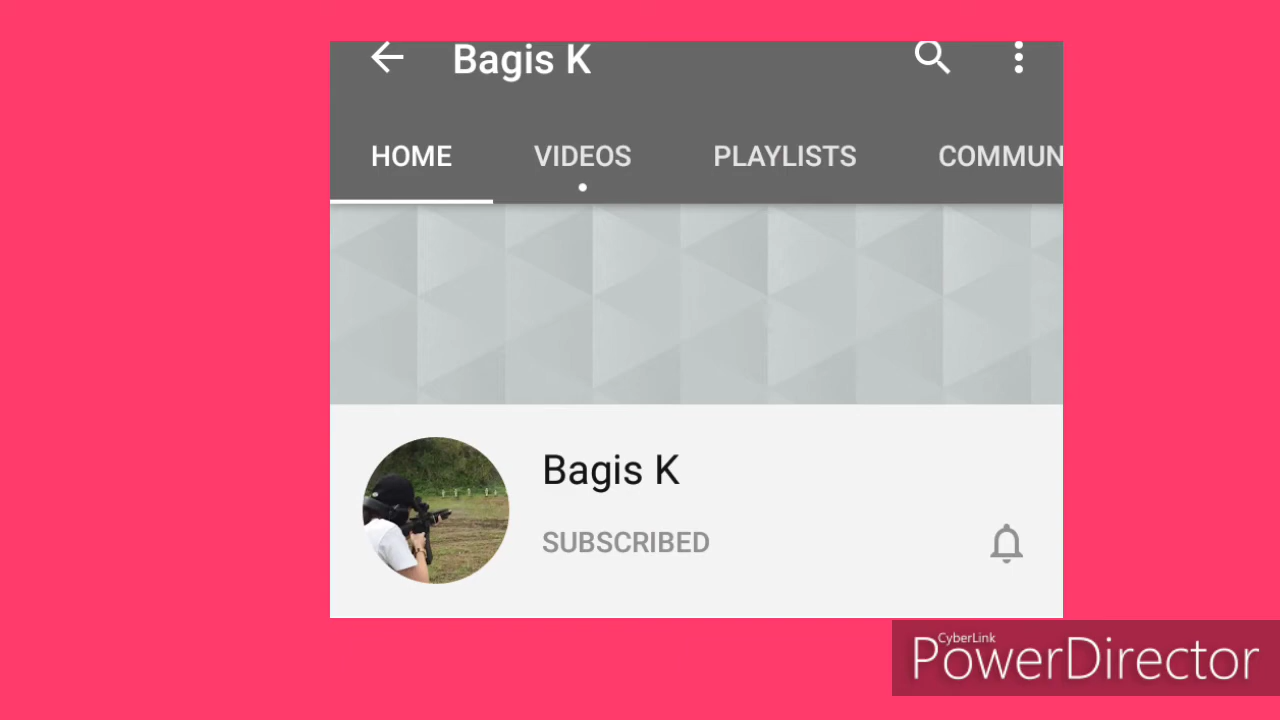 Bagis K
HOME VIDEOS PLAYLISTS COMMUN
Bagis K
SUBSCRIBED
CyberLink
PowerDirector